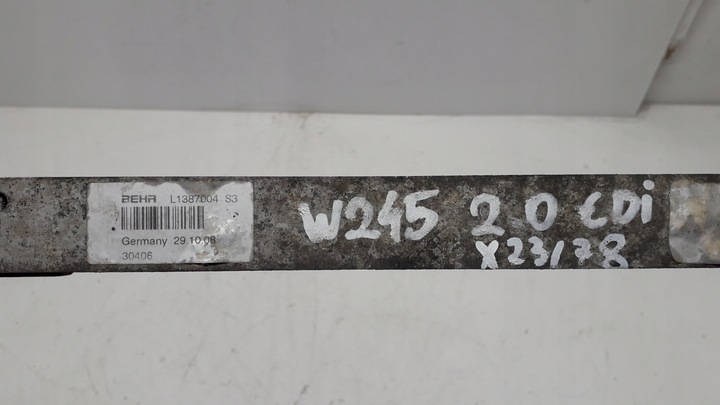 BEHR L1387004 S3
Germany 29.10.08
30406
W245 2.0 CDi
X23/78